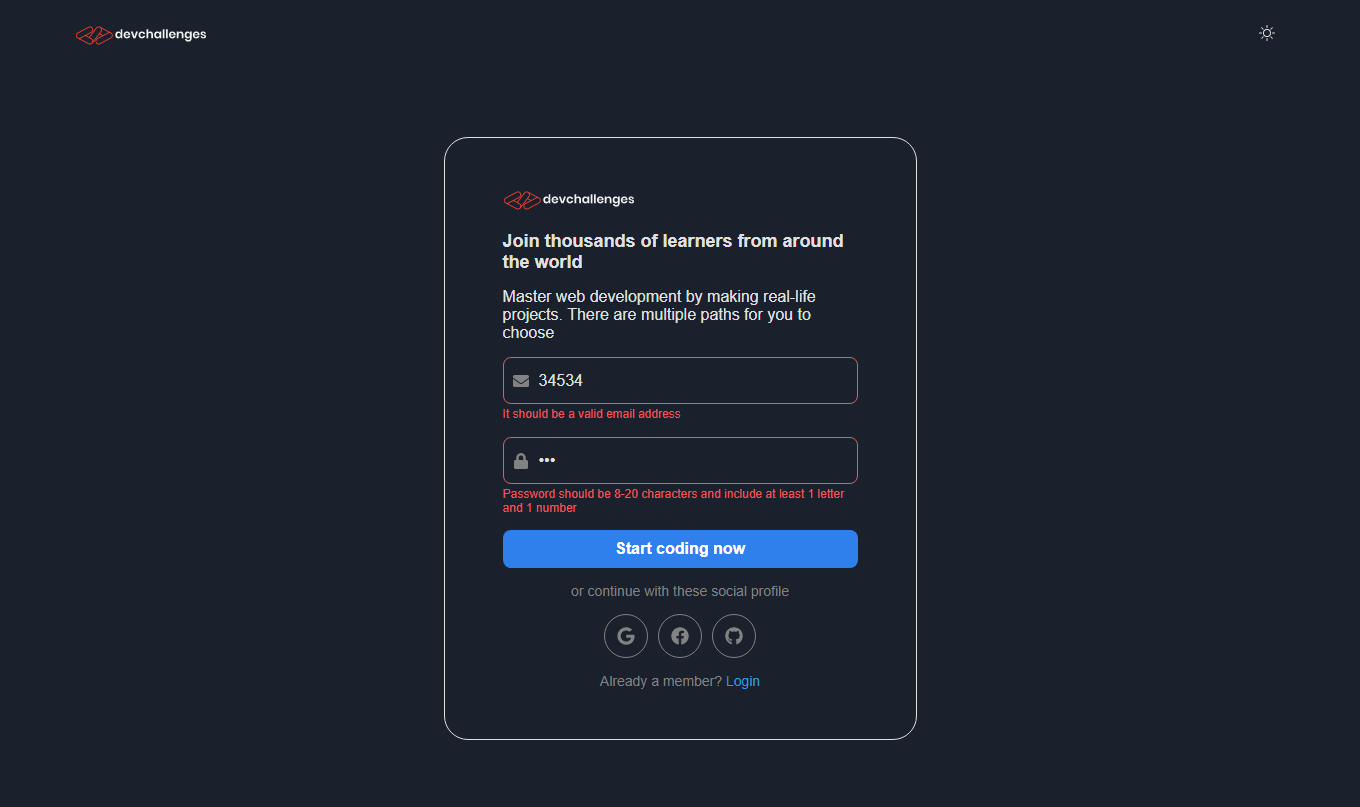 devchallenges
devchallenges
Join thousands of learners from around
the world
Master web development by making real-life
projects. There are multiple paths for you to
choose
34534
It should be a valid email address
•••
Password should be 8-20 characters and include at least 1 letter
and 1 number
Start coding now
or continue with these social profile
Already a member? Login